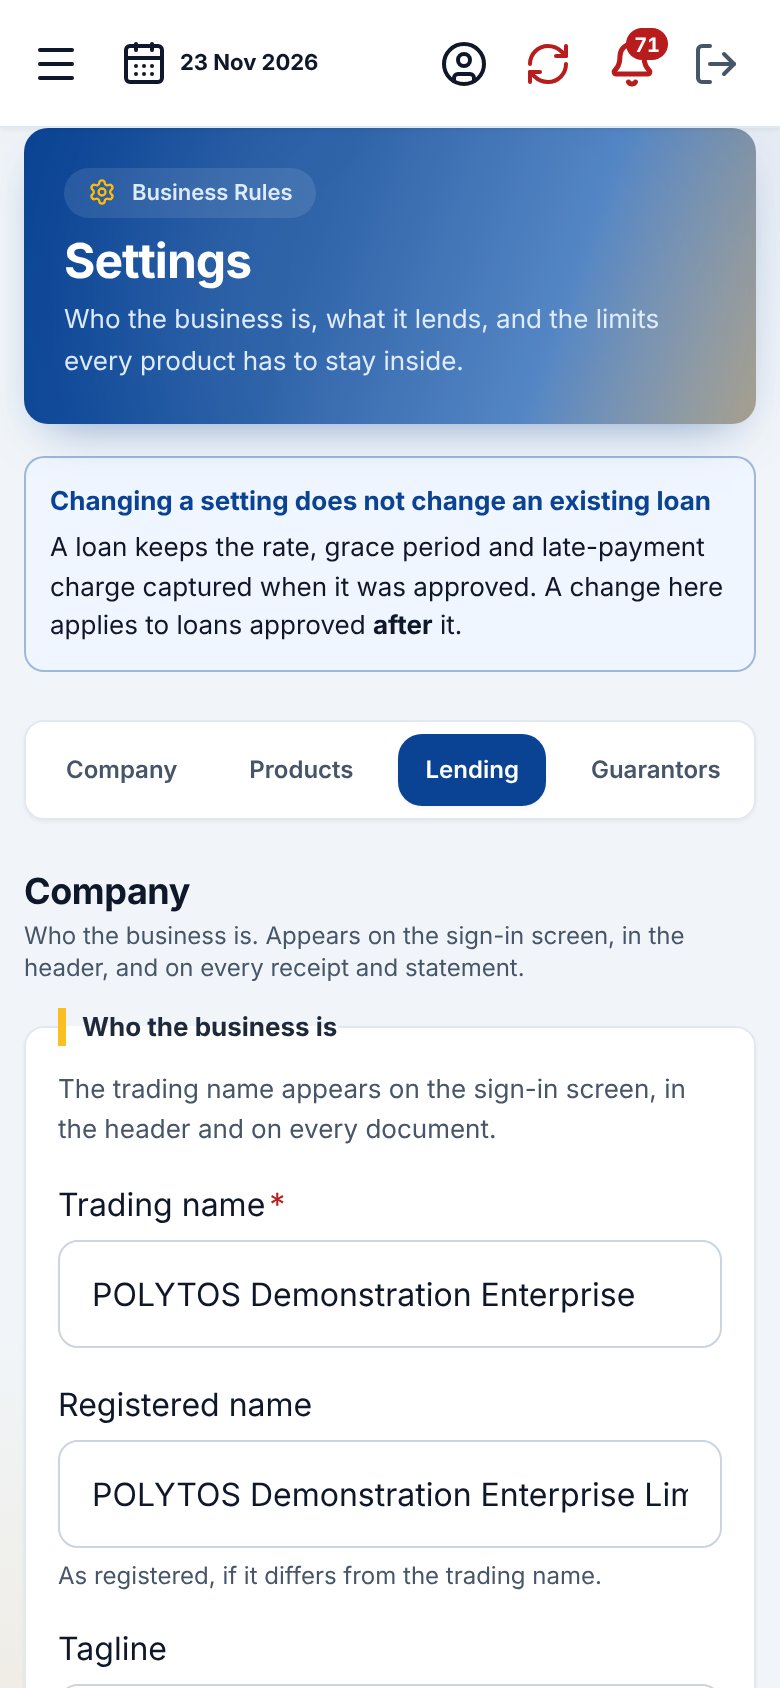 23 Nov 2026
71
Business Rules
Settings
Who the business is, what it lends, and the limits
every product has to stay inside.
Changing a setting does not change an existing loan
A loan keeps the rate, grace period and late-payment
charge captured when it was approved. A change here
applies to loans approved after it.
Company
Products
Lending
Guarantors
Company
Who the business is. Appears on the sign-in screen, in the
header, and on every receipt and statement.
Who the business is
The trading name appears on the sign-in screen, in
the header and on every document.
Trading name*
POLYTOS Demonstration Enterprise
Registered name
POLYTOS Demonstration Enterprise Lim
As registered, if it differs from the trading name.
Tagline